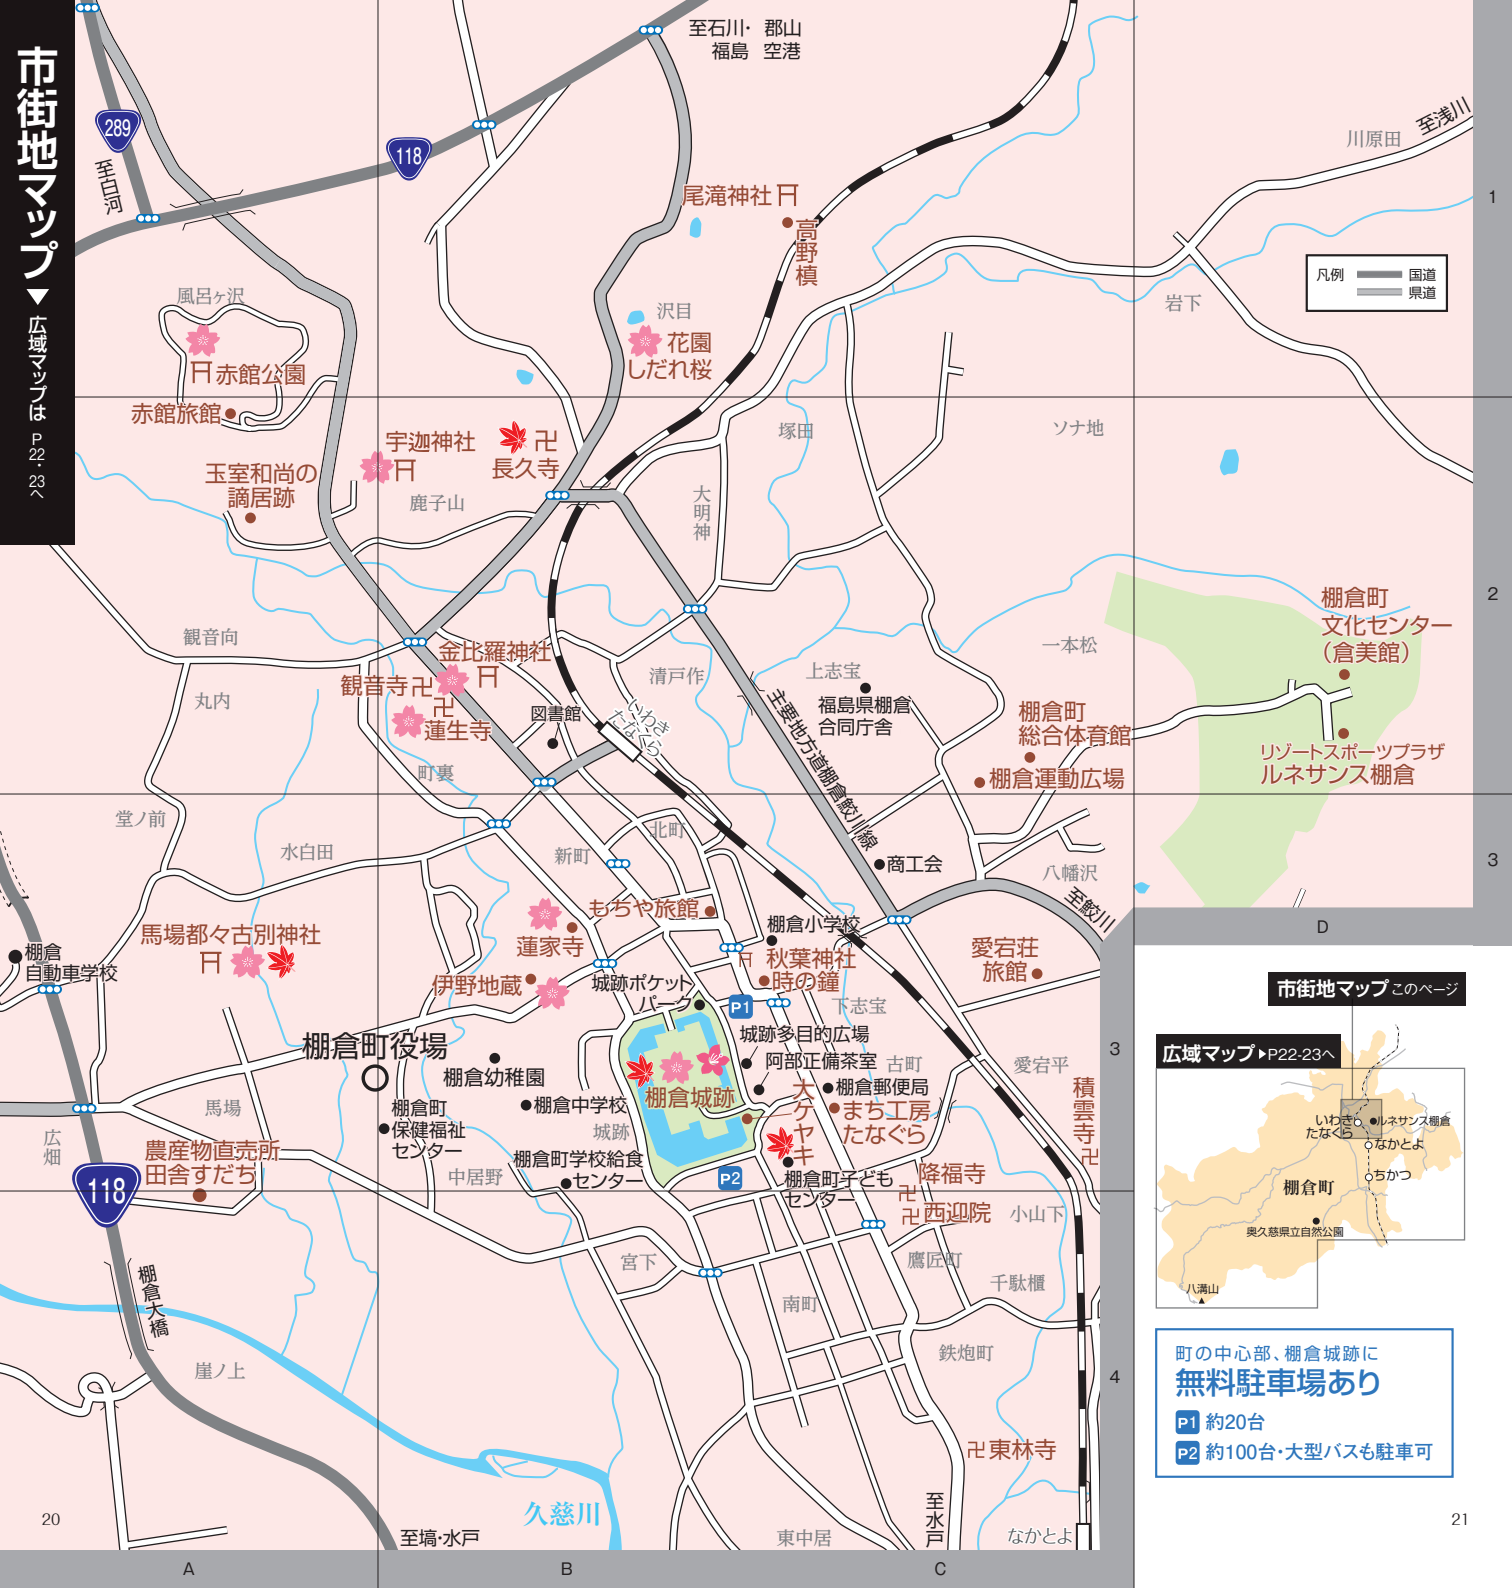 市街地マップ▼広域マップは P22・23へ
至石川・郡山
福島 空港
289
118
至白河
川原田
至浅川
1
尾滝神社
高野槙
凡例
国道
県道
風呂ヶ沢
沢目
岩下
花園
しだれ桜
赤館公園
赤館旅館
宇迦神社
長久寺
塚田
ソナ地
玉室和尚の
謫居跡
鹿子山
大明神
2
棚倉町
文化センター
(倉美館)
観音向
金比羅神社
一本松
丸内
観音寺
清戸作
上志宝
福島県棚倉
合同庁舎
蓮生寺
図書館
いわき
たなくら
主要地方道棚倉鮫川線
棚倉町
総合体育館
棚倉運動広場
リゾートスポーツプラザ
ルネサンス棚倉
町裏
堂ノ前
水白田
新町
北町
商工会
八幡沢
至鮫川
3
D
馬場都々古別神社
棚倉
自動車学校
もちや旅館
蓮家寺
棚倉小学校
秋葉神社
時の鐘
愛宕荘
旅館
伊野地蔵
城跡ポケット
パーク
P1
下志宝
棚倉町役場
棚倉幼稚園
城跡多目的広場
阿部正備茶室
古町
愛宕平
3
棚倉町
保健福祉
センター
棚倉中学校
棚倉城跡
大ケヤキ
棚倉郵便局
まち工房
たなぐら
積雲寺
馬場
広畑
城跡
農産物直売所
田舎すだち
118
中居野
棚倉町学校給食
センター
P2
棚倉町子ども
センター
降福寺
西迎院
小山下
宮下
鷹匠町
千駄櫃
棚倉大橋
南町
崖ノ上
鉄炮町
4
東林寺
久慈川
至塙・水戸
東中居
至水戸
なかとよ
20
A
B
C
市街地マップ このページ
広域マップ▶P22-23へ
いわき
たなくら
ルネサンス棚倉
なかとよ
ちかつ
棚倉町
奥久慈県立自然公園
八溝山
町の中心部、棚倉城跡に
無料駐車場あり
P1 約20台
P2 約100台・大型バスも駐車可
21